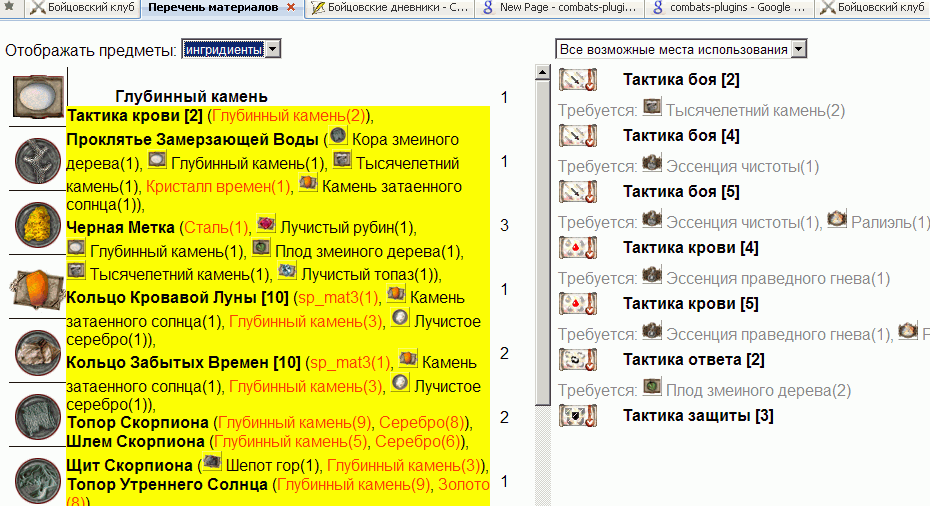 Бойцовский клуб
Перечень материалов
Бойцовские дневники - С...
New Page - combats-plugi...
combats-plugins - Google ...
Бойцовский клуб
Отображать предметы: ингридиенты
Глубинный камень
1
Тактика крови [2] (Глубинный камень(2)),
Проклятье Замерзающей Воды ( Кора змеиного
дерева(1), Глубинный камень(1), Тысячелетний
1
камень(1), Кристалл времен(1), Камень затаенного
солнца(1)),
Черная Метка (Сталь(1), Лучистый рубин(1),
3
Глубинный камень(1), Плод змеиного дерева(1),
Тысячелетний камень(1), Лучистый топаз(1)),
Кольцо Кровавой Луны [10] (sp_mat3(1), Камень
1
затаенного солнца(1), Глубинный камень(3), Лучистое
серебро(1)),
Кольцо Забытых Времен [10] (sp_mat3(1), Камень
2
затаенного солнца(1), Глубинный камень(3), Лучистое
серебро(1)),
Топор Скорпиона (Глубинный камень(9), Серебро(8)),
2
Шлем Скорпиона (Глубинный камень(5), Серебро(6)),
Щит Скорпиона ( Шепот гор(1), Глубинный камень(3)),
Топор Утреннего Солнца (Глубинный камень(9), Золото
1
(8))
Все возможные места использования
Тактика боя [2]
Требуется: Тысячелетний камень(2)
Тактика боя [4]
Требуется: Эссенция чистоты(1)
Тактика боя [5]
Требуется: Эссенция чистоты(1), Ралиэль(1)
Тактика крови [4]
Требуется: Эссенция праведного гнева(1)
Тактика крови [5]
Требуется: Эссенция праведного гнева(1),
Тактика ответа [2]
Требуется: Плод змеиного дерева(2)
Тактика защиты [3]